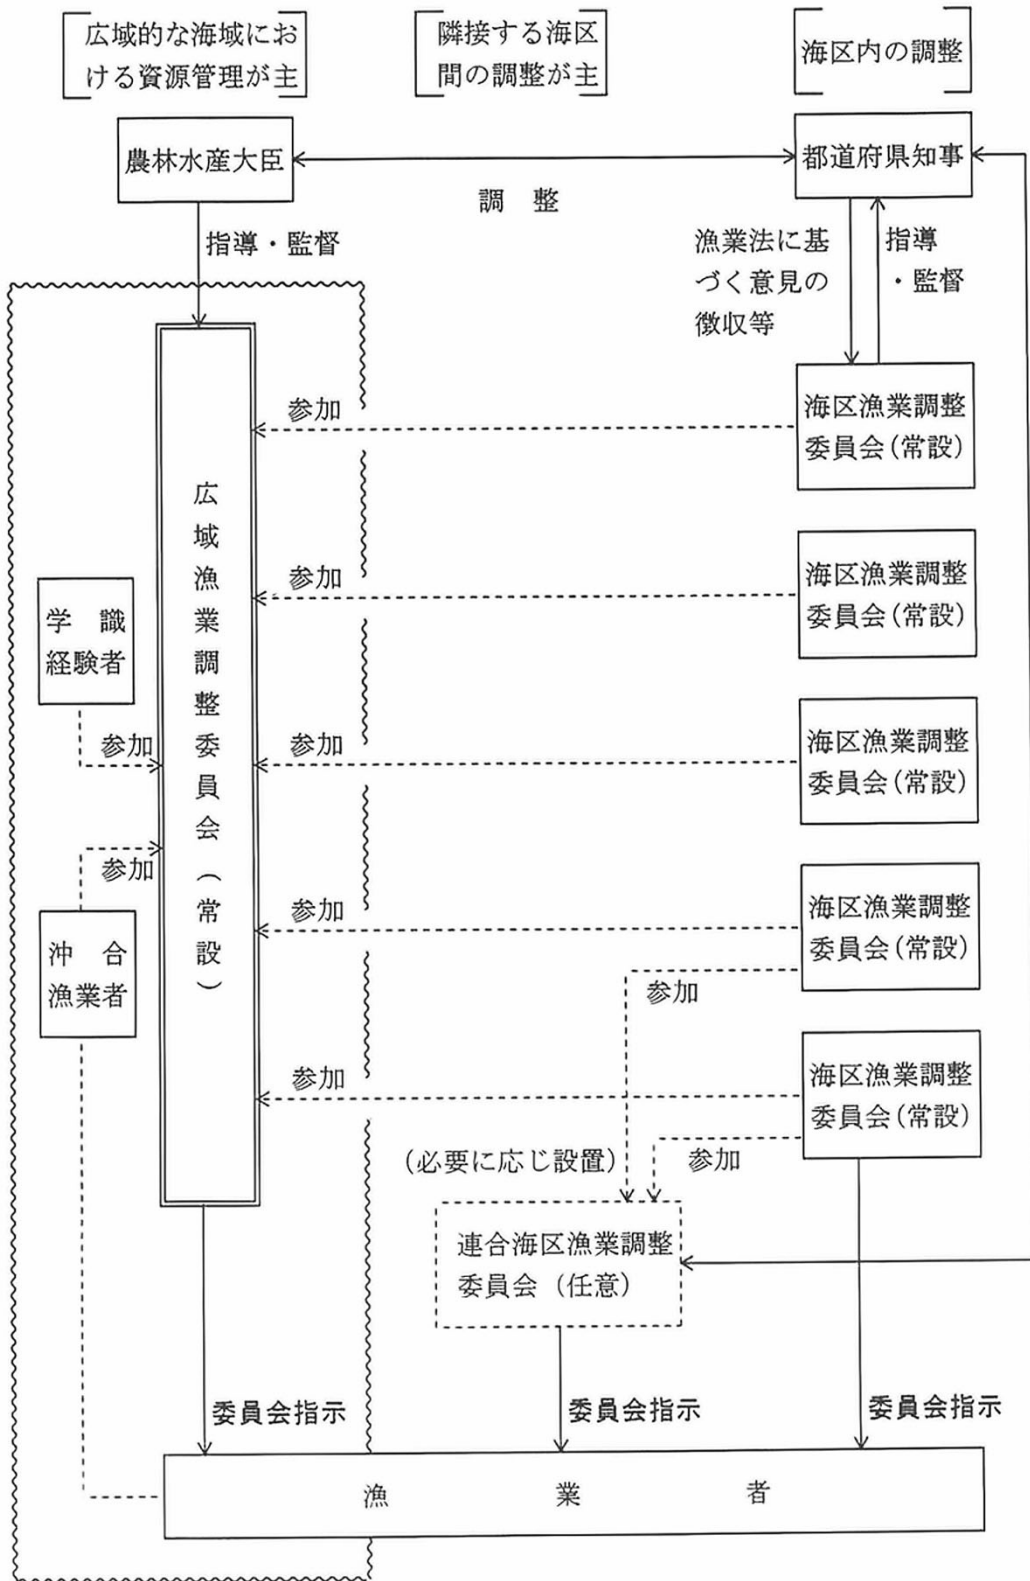 広域的な海域にお
ける資源管理が主
隣接する海区
間の調整が主
海区内の調整
農林水産大臣
都道府県知事
調 整
指導・監督
漁業法に基
づく意見の
徴収等
指導
・監督
海区漁業調整
委員会(常設)
参加
広域漁業調整委員会(常設)
海区漁業調整
委員会(常設)
参加
学 識
経験者
参加
海区漁業調整
委員会(常設)
参加
参加
沖 合
漁業者
海区漁業調整
委員会(常設)
参加
参加
海区漁業調整
委員会(常設)
参加
参加
(必要に応じ設置)
連合海区漁業調整
委員会(任意)
委員会指示
委員会指示
委員会指示
漁 業 者